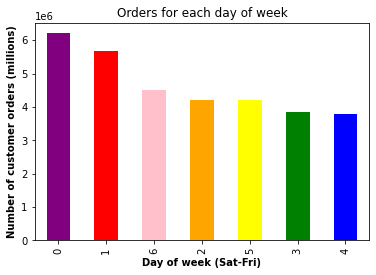 Orders for each day of week
1e6
Number of customer orders (millions)
6
5
4
3
2
1
0
0 1 6 2 5 3 4
Day of week (Sat-Fri)